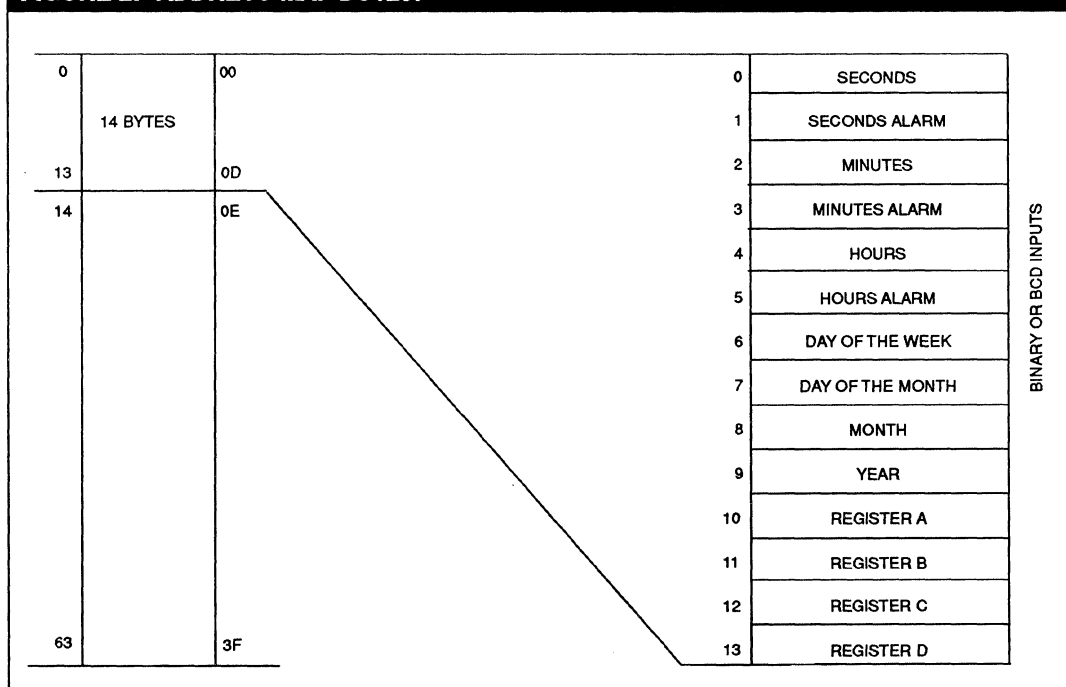 0
00
14 BYTES
13
0D
14
0E
63
3F
0 SECONDS
1 SECONDS ALARM
2 MINUTES
3 MINUTES ALARM
4 HOURS
5 HOURS ALARM
6 DAY OF THE WEEK
7 DAY OF THE MONTH
8 MONTH
9 YEAR
10 REGISTER A
11 REGISTER B
12 REGISTER C
13 REGISTER D
BINARY OR BCD INPUTS